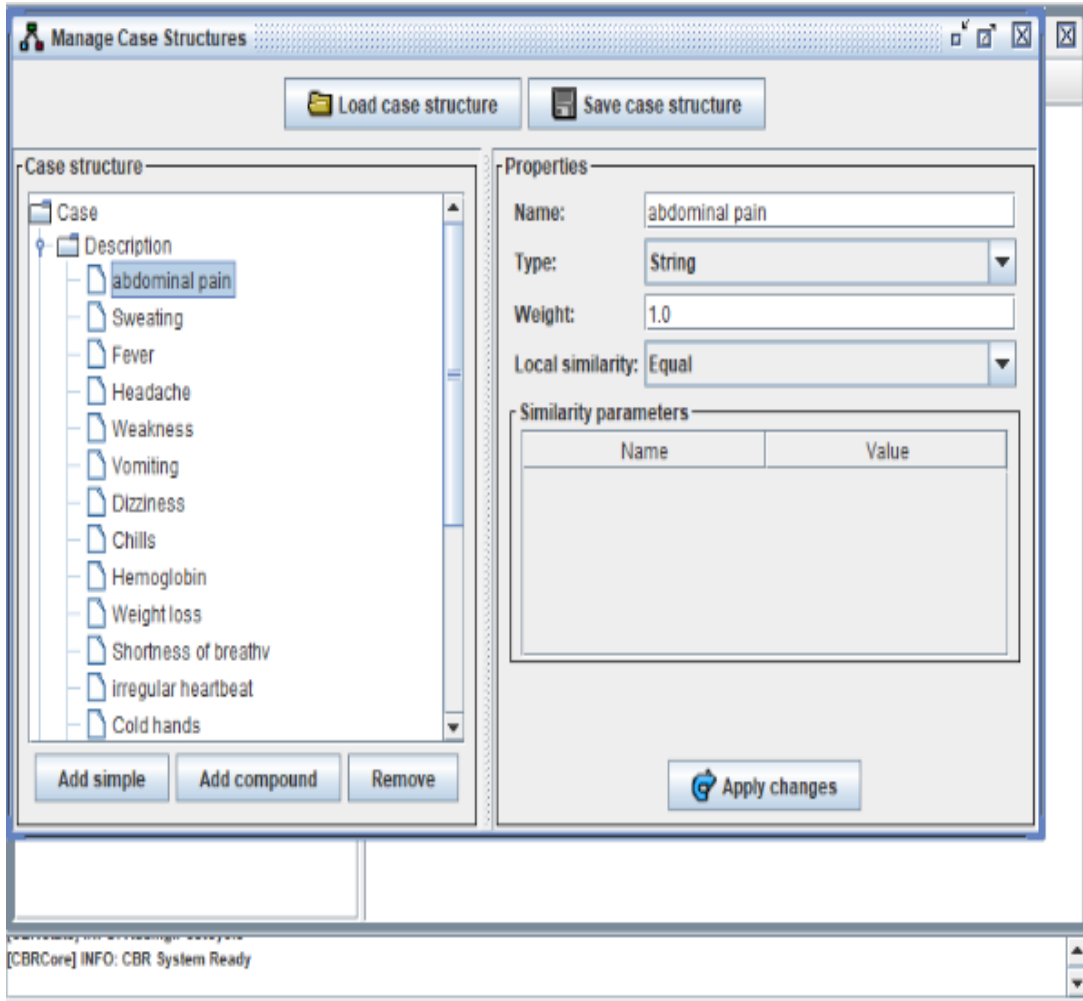 Manage Case Structures
Load case structure
Save case structure
Case structure
Case
Description
abdominal pain
Sweating
Fever
Headache
Weakness
Vomiting
Dizziness
Chills
Hemoglobin
Weight loss
Shortness of breathv
irregular heartbeat
Cold hands
Add simple
Add compound
Remove
Properties
Name: abdominal pain
Type: String
Weight: 1.0
Local similarity: Equal
Similarity parameters
Name Value
Apply changes
[CBRCore] INFO: CBR System Ready